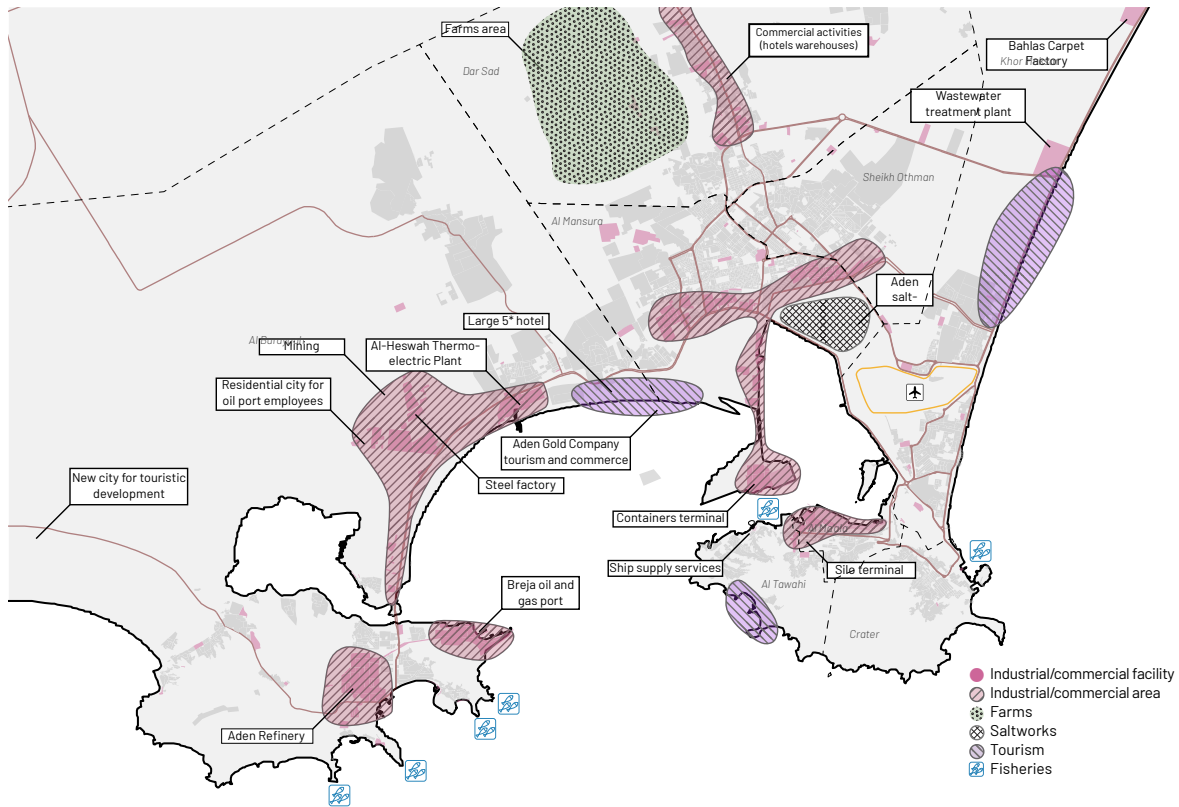 Farms area
Commercial activities
(hotels warehouses)
Bahlas Carpet
Factory
Dar Sad
Wastewater
treatment plant
Sheikh Othman
Al Mansura
Aden
salt-
Large 5* hotel
Mining
Al-Heswah Thermo-
electric Plant
Residential city for
oil port employees
Aden Gold Company
tourism and commerce
Steel factory
New city for touristic
development
Containers terminal
Ship supply services
Silo terminal
Al Tawahi
Breja oil and
gas port
Crater
Aden Refinery
Industrial/commercial facility
Industrial/commercial area
Farms
Saltworks
Tourism
Fisheries